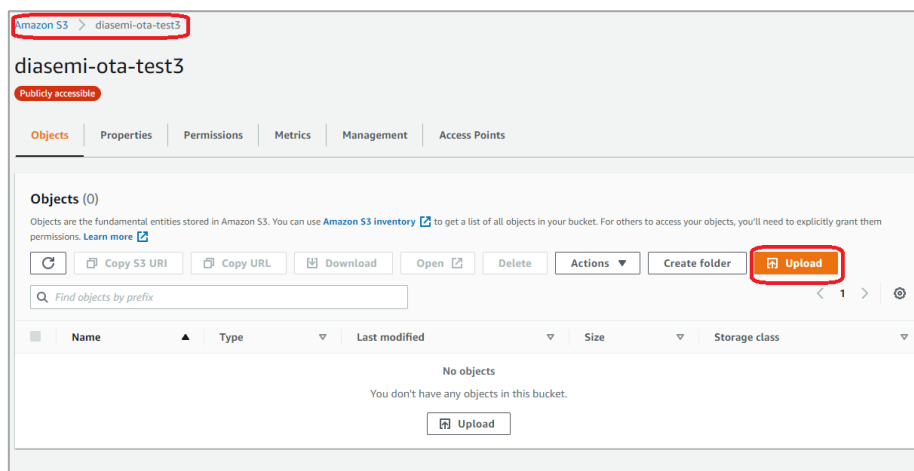 Amazon S3 > diasemi-ota-test3
diasemi-ota-test3
Publicly accessible
Objects Properties Permissions Metrics Management Access Points
Objects (0)
Objects are the fundamental entities stored in Amazon S3. You can use Amazon S3 inventory to get a list of all objects in your bucket. For others to access your objects, you'll need to explicitly grant them
permissions. Learn more
Copy S3 URI Copy URL Download Open Delete Actions Create folder Upload
Find objects by prefix < 1 >
Name Type Last modified Size Storage class
No objects
You don't have any objects in this bucket.
Upload